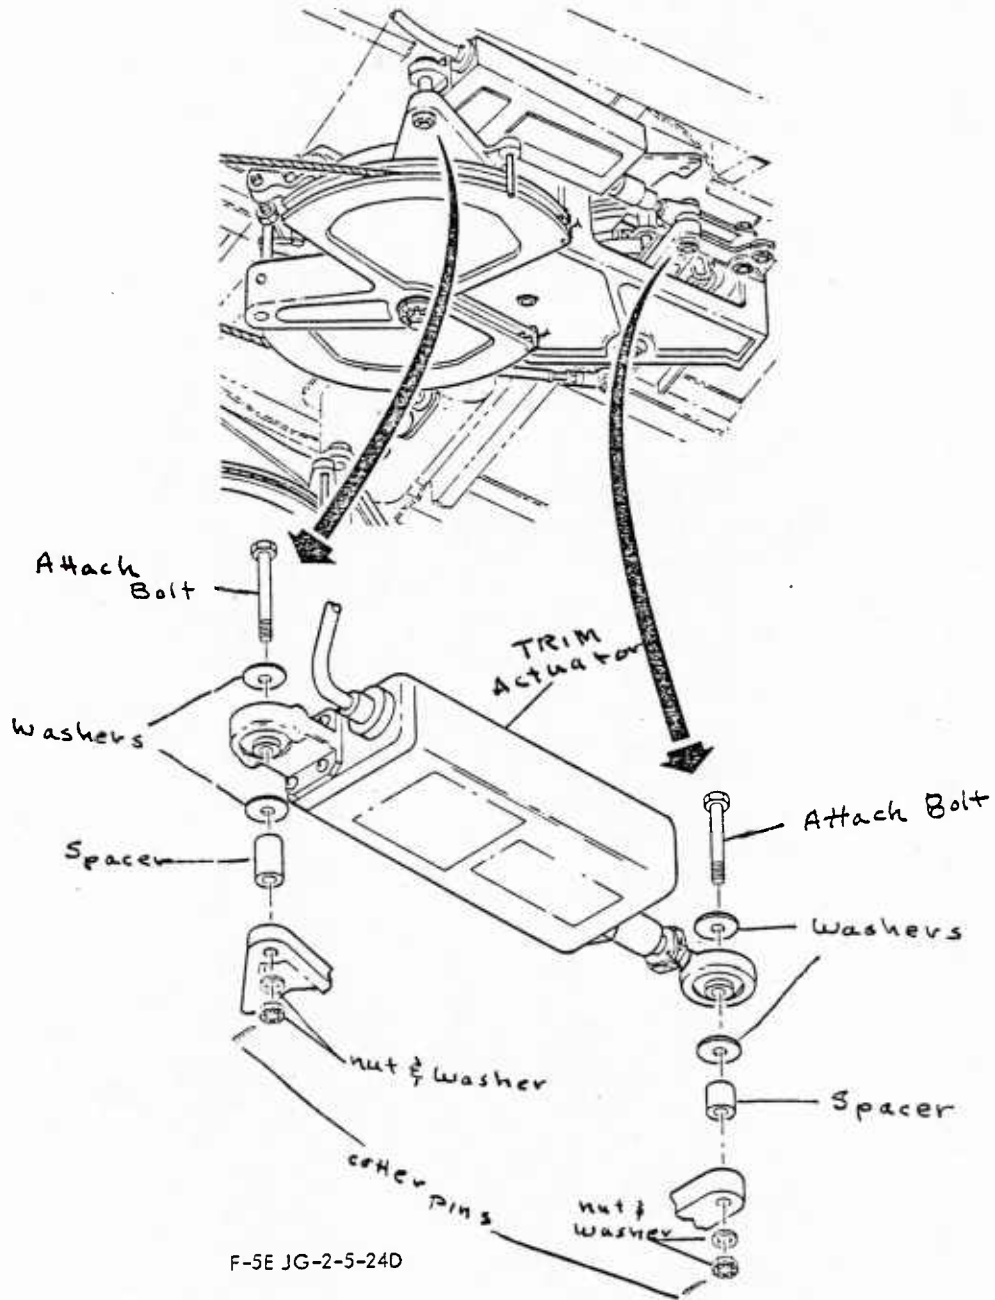 Attach
Bolt
TRIM
Actuator
Washers
Attach Bolt
Spacer
Washers
nut & Washer
Spacer
cotter
Pins
nut &
Washer
F-5E JG-2-5-24D